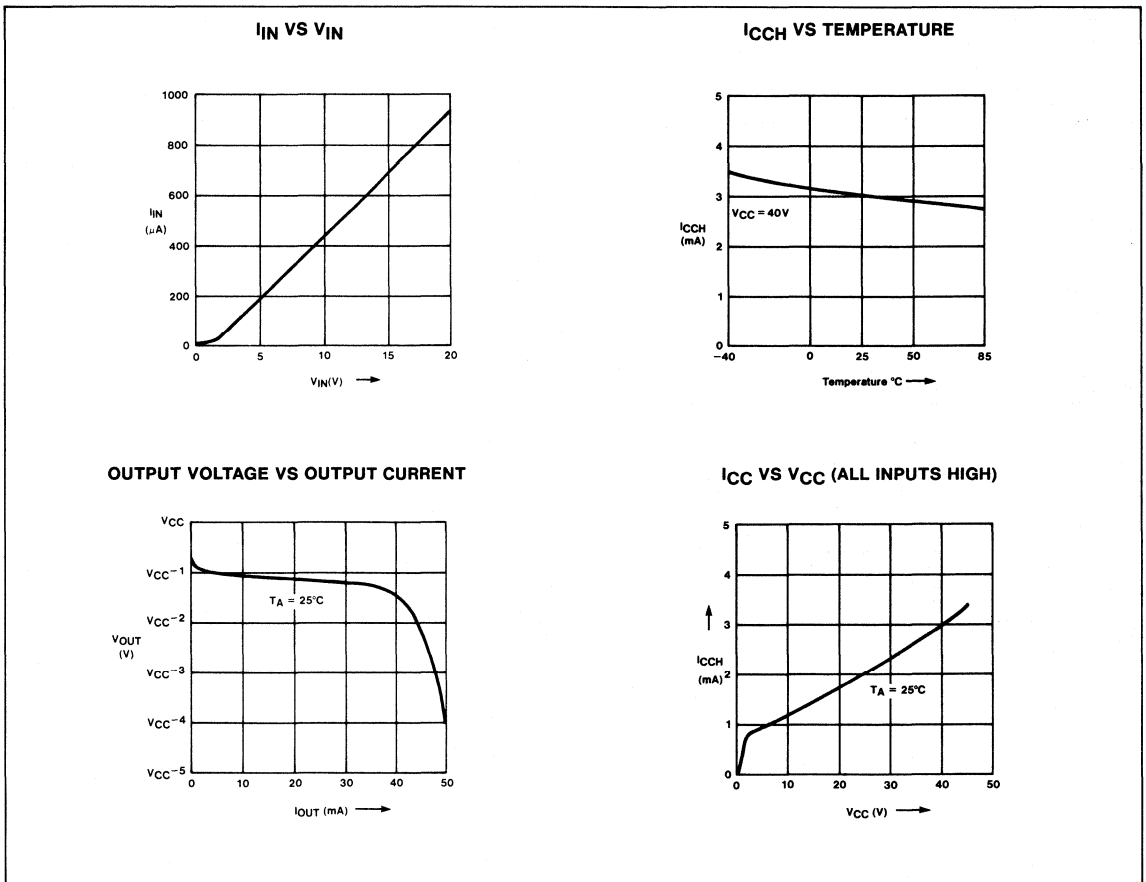 IIN VS VIN
1000
800
600
400
200
0
IIN
(µA)
0 5 10 15 20
VIN(V)
ICCH VS TEMPERATURE
5
4
3
2
1
0
VCC = 40V
ICCH
(mA)
−40 0 25 50 85
Temperature °C
OUTPUT VOLTAGE VS OUTPUT CURRENT
VCC
VCC−1
VCC−2
VCC−3
VCC−4
VCC−5
TA = 25°C
VOUT
(V)
0 10 20 30 40 50
IOUT (mA)
ICC VS VCC (ALL INPUTS HIGH)
5
4
3
2
1
0
ICCH
(mA)
TA = 25°C
0 10 20 30 40 50
VCC (V)